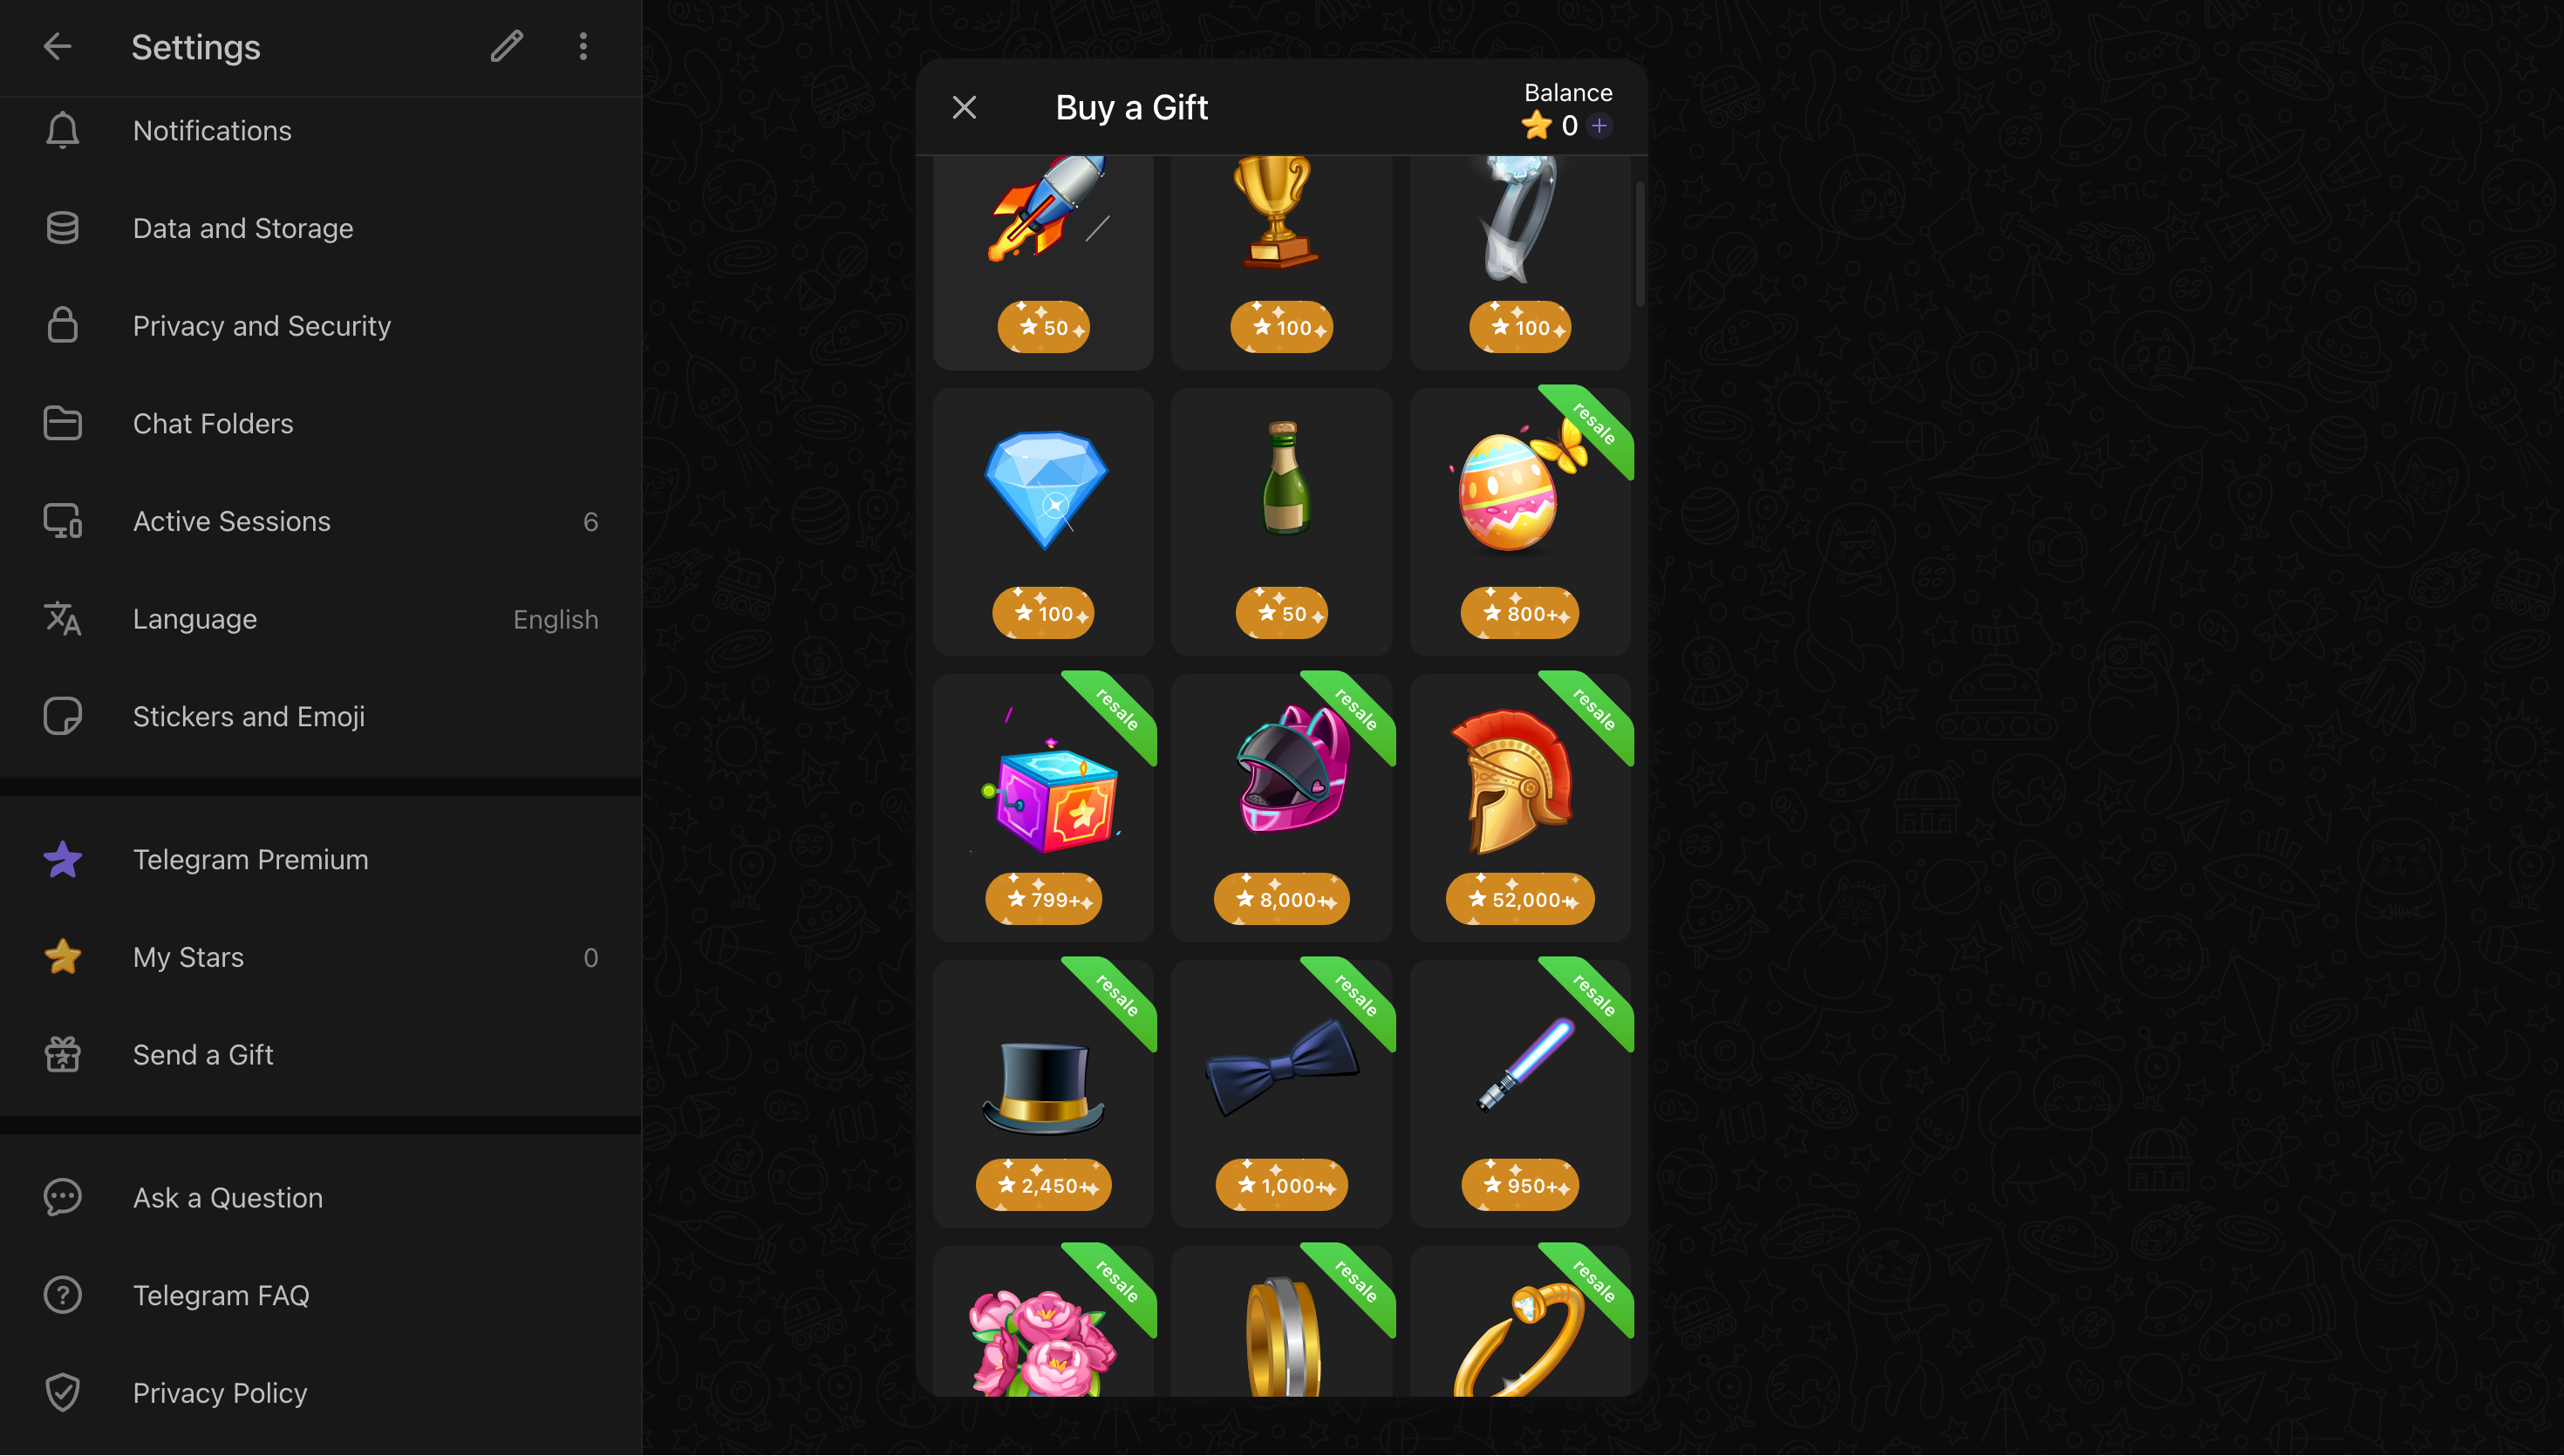 Settings
Notifications
Data and Storage
Privacy and Security
Chat Folders
Active Sessions 6
Language English
Stickers and Emoji
Telegram Premium
My Stars 0
Send a Gift
Ask a Question
Telegram FAQ
Privacy Policy
Buy a Gift
Balance
0 +
50
100
100
resale
100
50
800+
resale
resale
resale
799+
8,000+
52,000+
resale
resale
resale
2,450+
1,000+
950+
resale
resale
resale